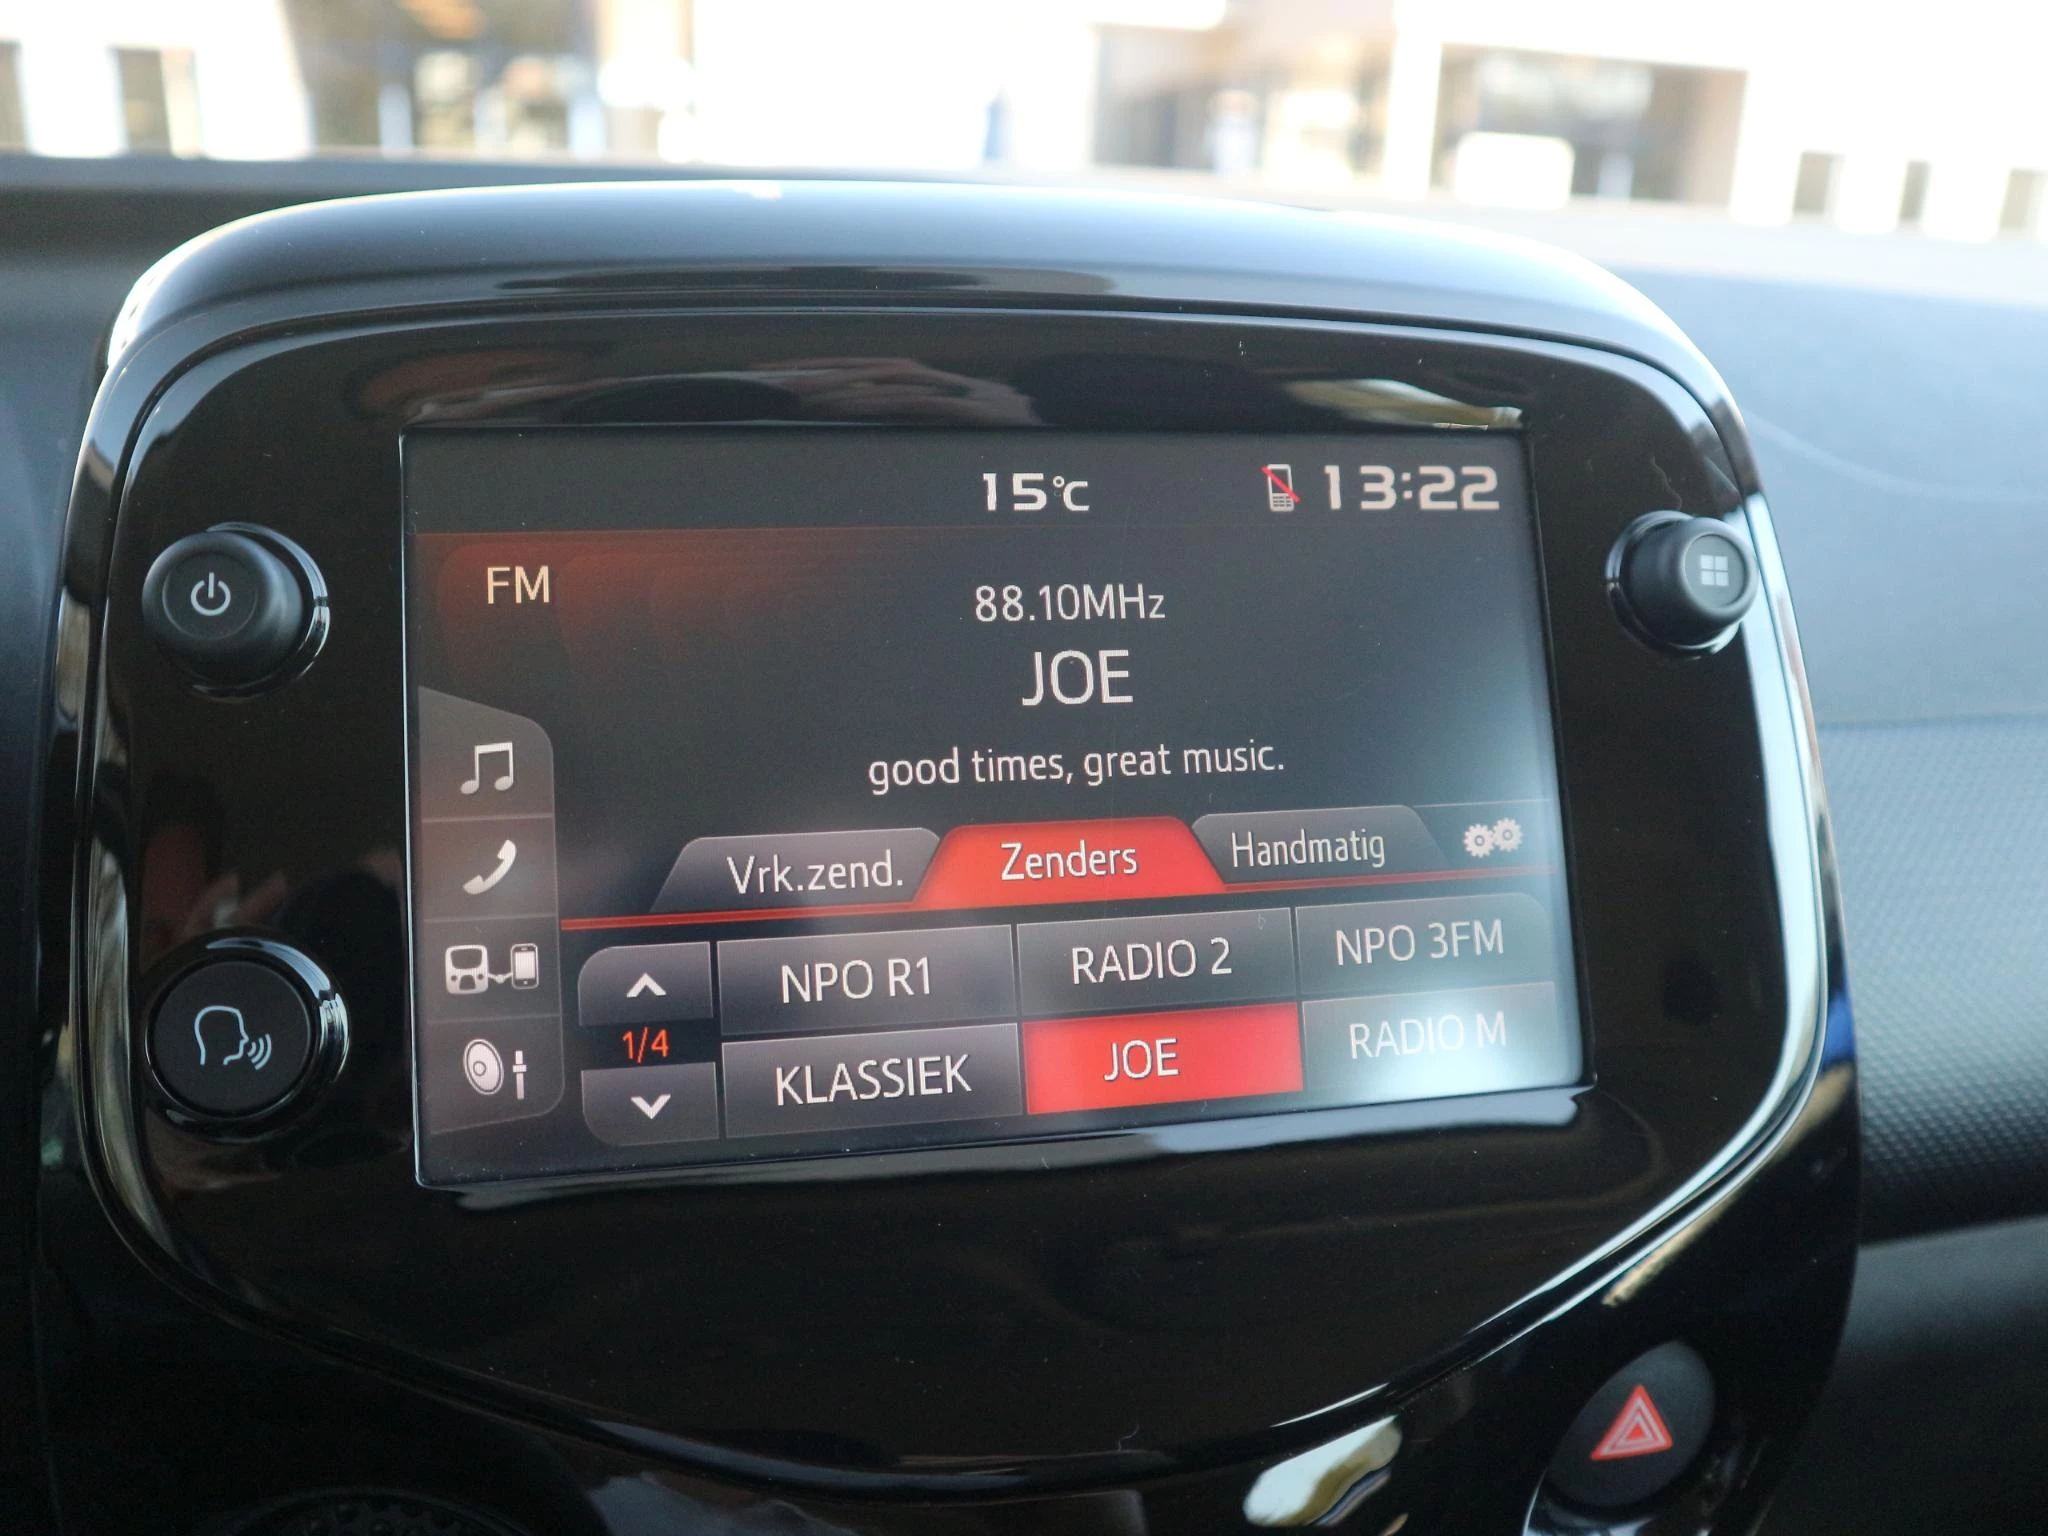 15°C 13:22
FM
88.10MHz
JOE
good times, great music.
Vrk.zend. Zenders Handmatig
NPO R1 RADIO 2 NPO 3FM
1/4
KLASSIEK JOE RADIO M